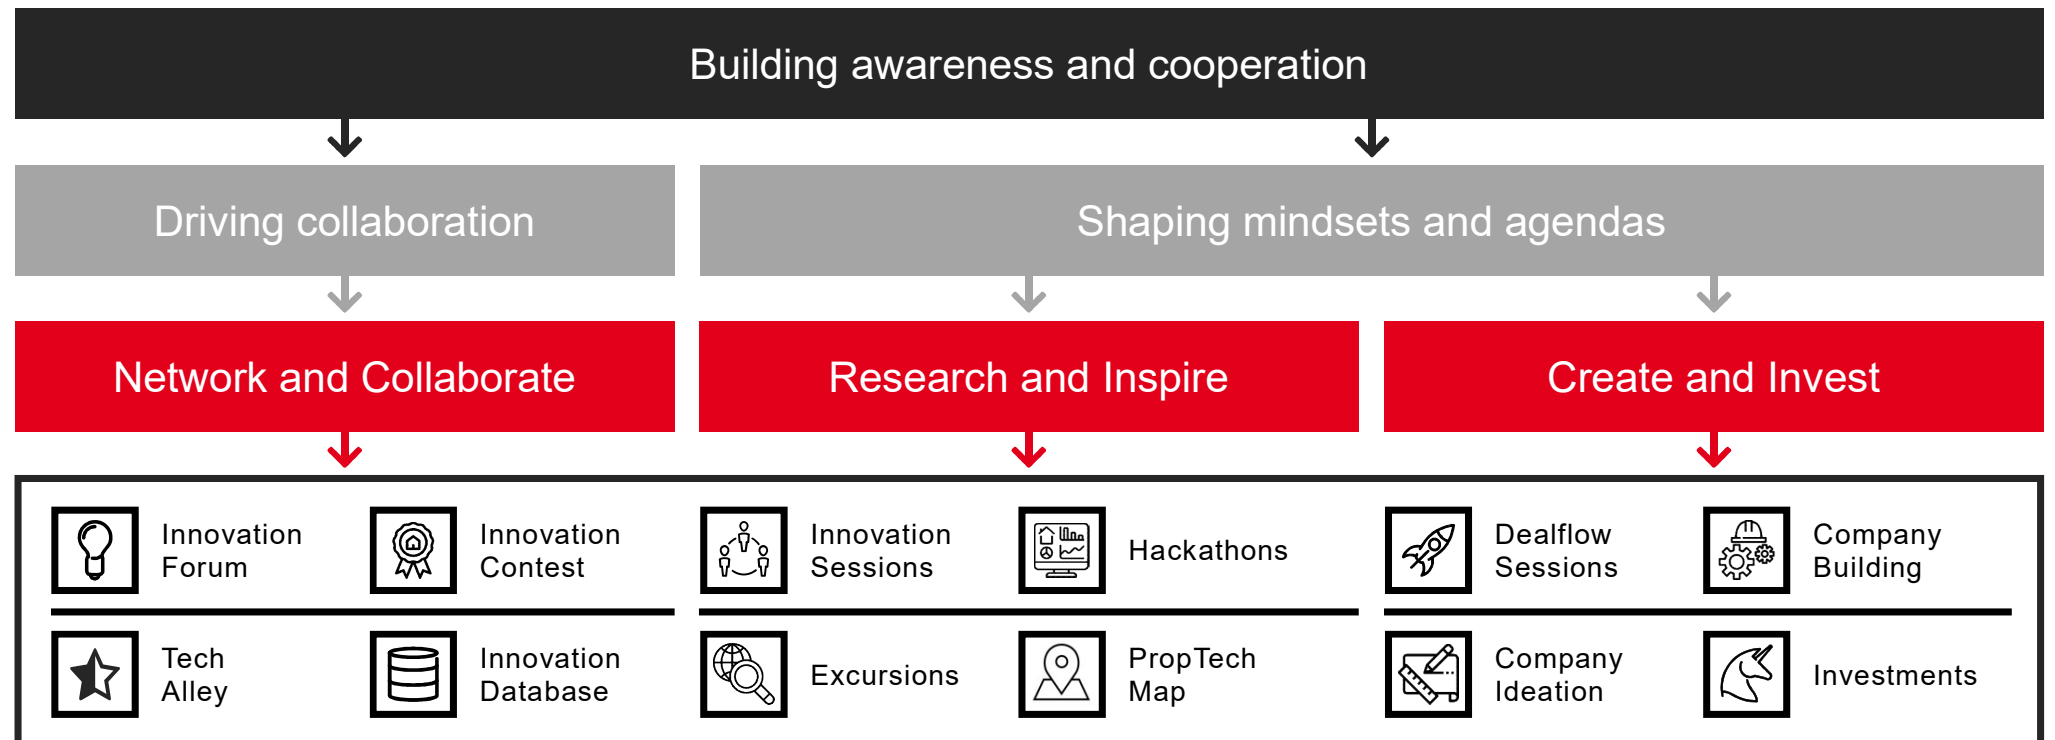 Building awareness and cooperation
Driving collaboration
Shaping mindsets and agendas
Network and Collaborate
Research and Inspire
Create and Invest
Innovation
Forum
Innovation
Contest
Innovation
Sessions
Hackathons
Dealflow
Sessions
Company
Building
Tech
Alley
Innovation
Database
Excursions
PropTech
Map
Company
Ideation
Investments